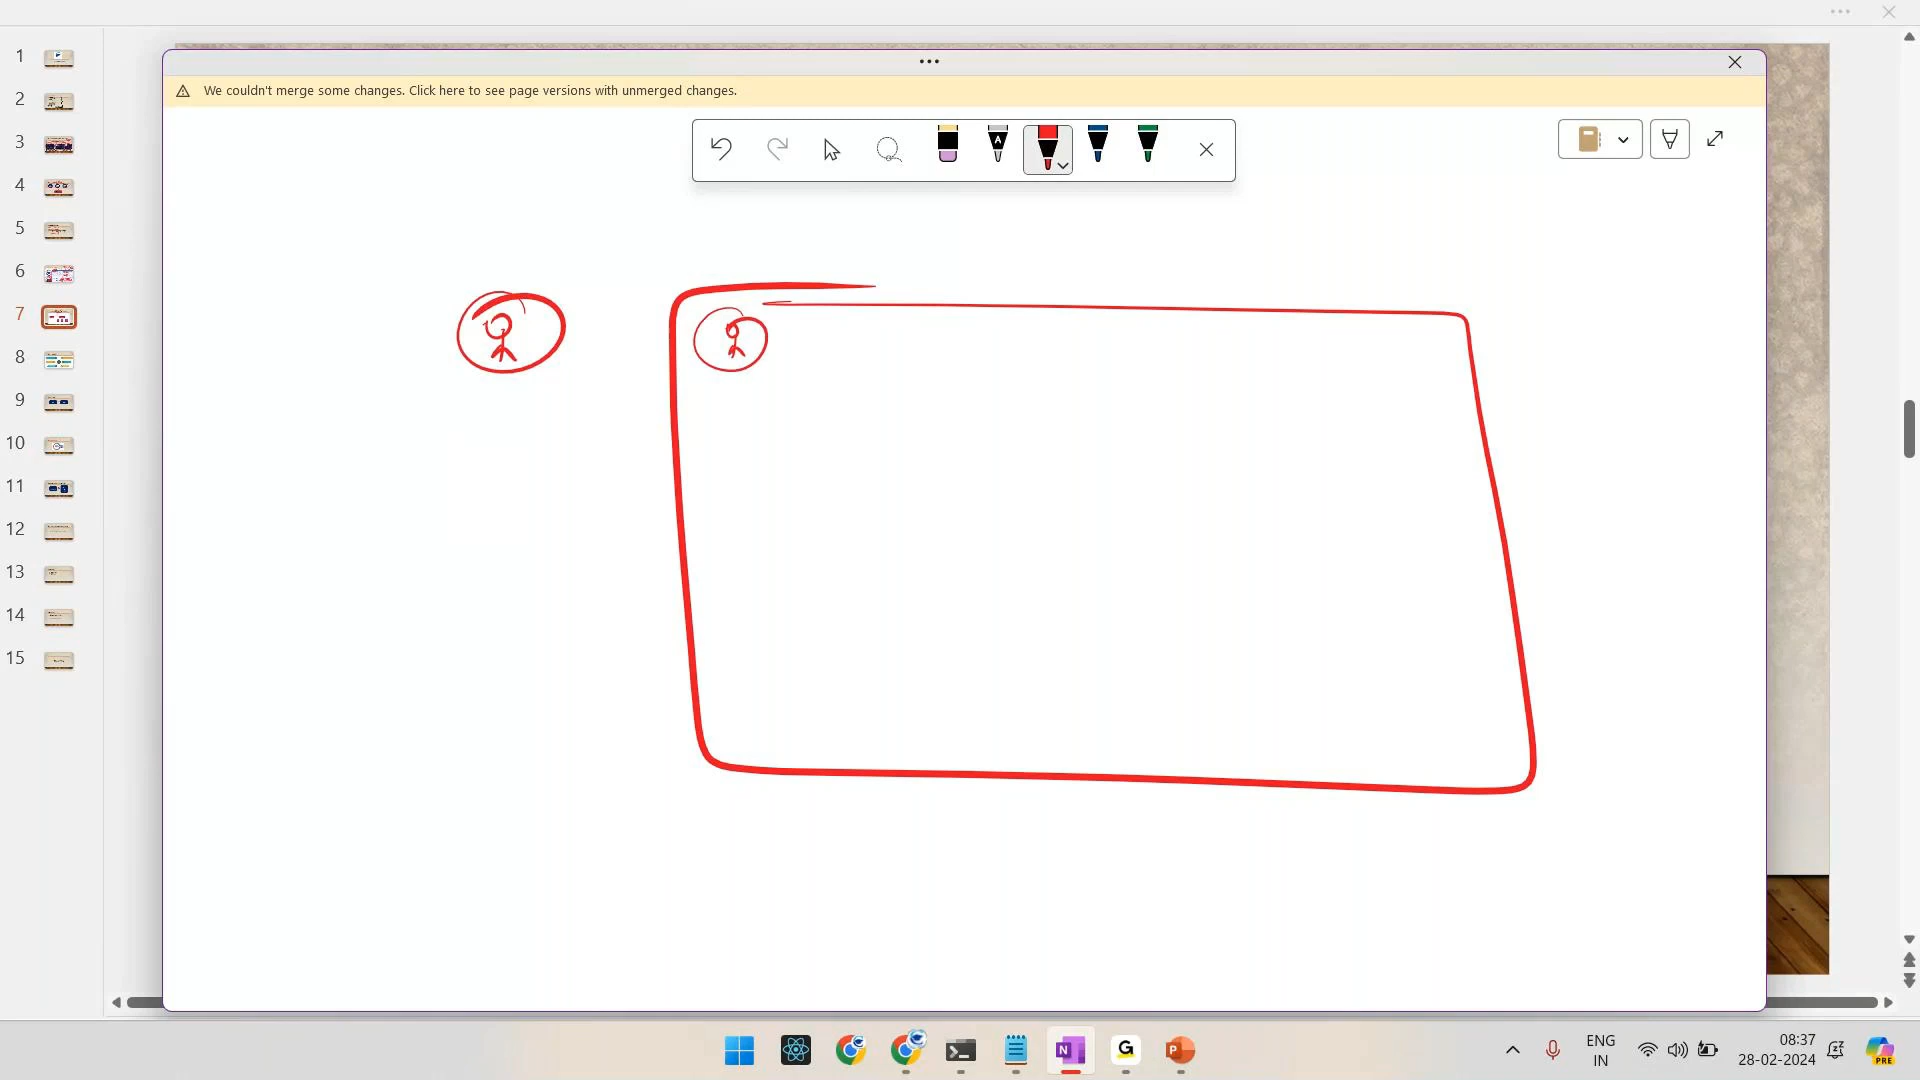 1
2
3
4
5
6
7
8
9
10
11
12
13
14
15
We couldn't merge some changes. Click here to see page versions with unmerged changes.
A
N
G
P
ENG
IN
08:37
28-02-2024
PRE